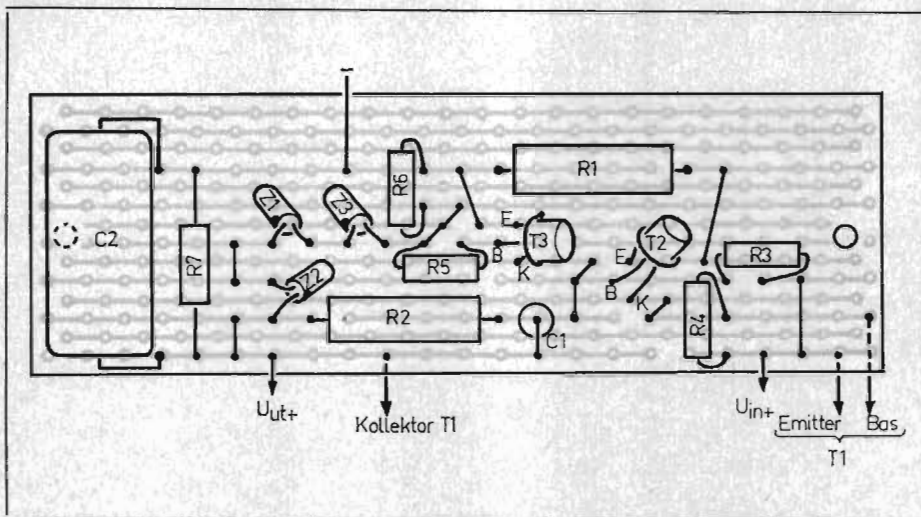 –
R6
R1
Z1
Z3
E
T3
T2
C2
R7
B
E
R3
R5
K
Z2
B
K
R2
C1
R4
Uut+
Kollektor T1
Uin+
Emitter
Bas
T1